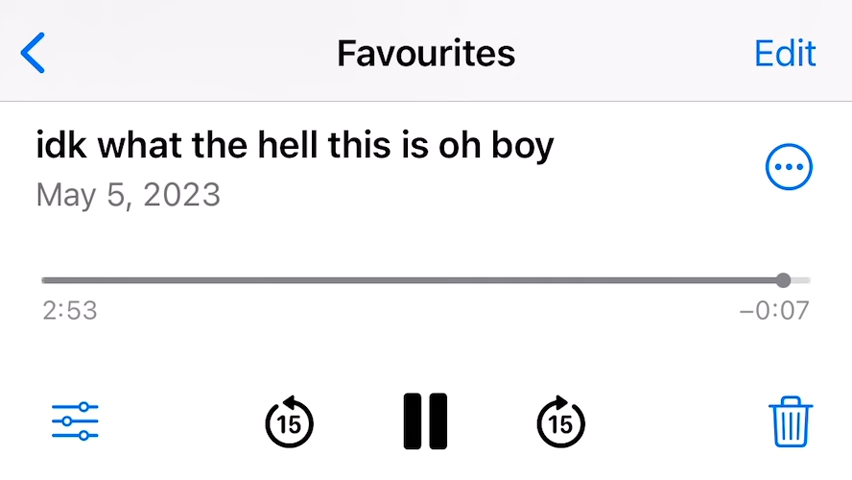 Favourites
Edit
idk what the hell this is oh boy
May 5, 2023
2:53
–0:07
15
15